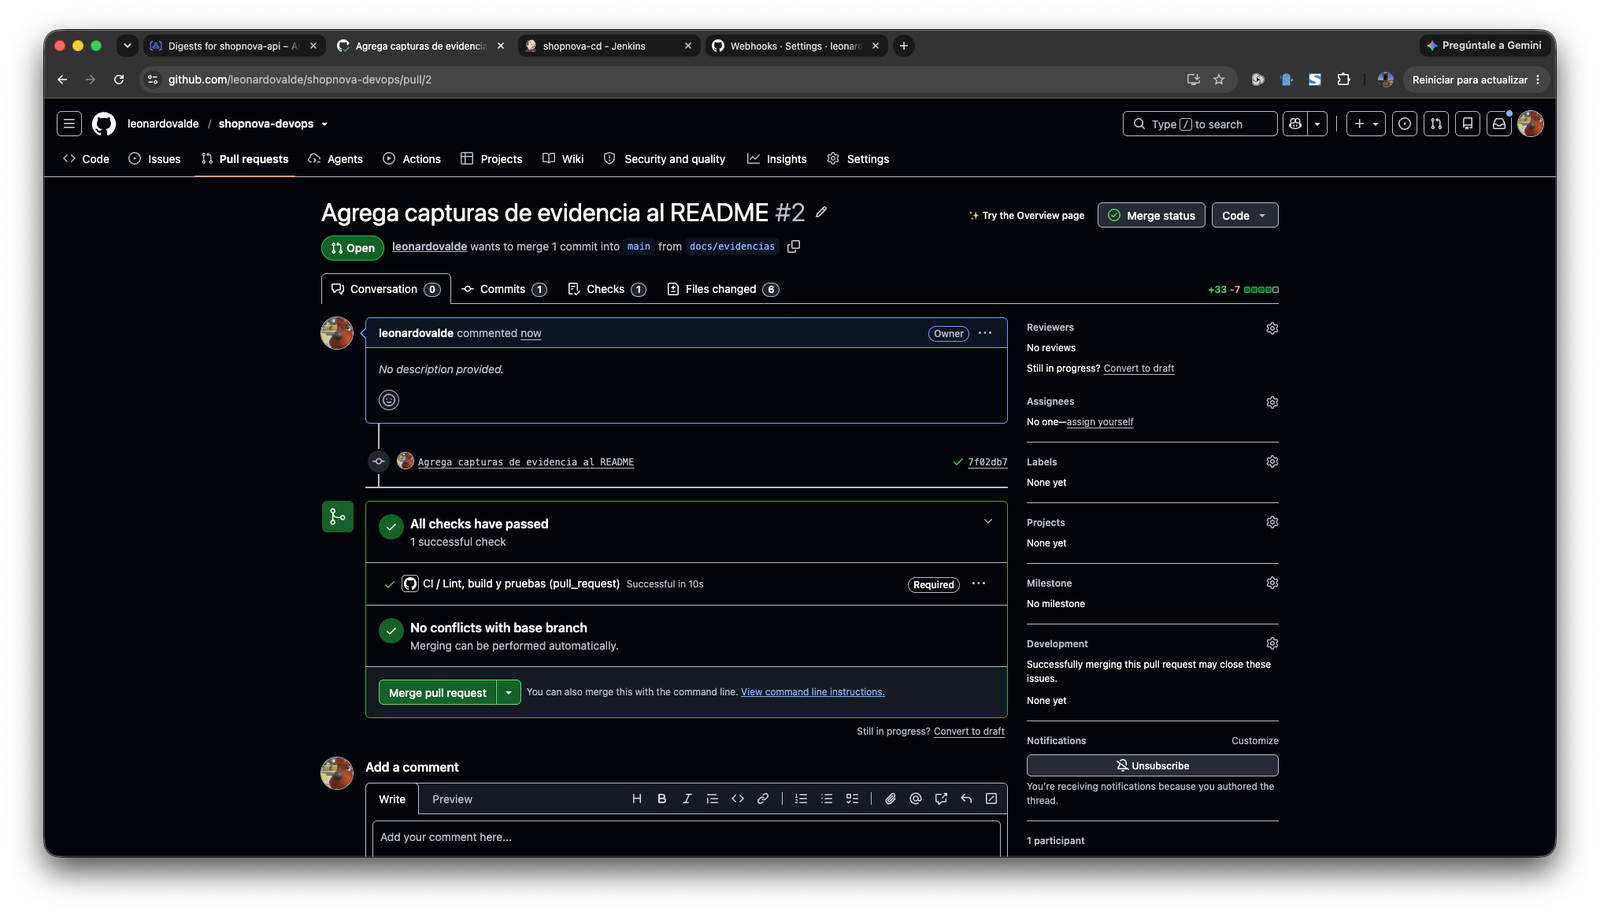 Digests for shopnova-api – A
Agrega capturas de evidencia
shopnova-cd - Jenkins
Webhooks · Settings · leonard
Pregúntale a Gemini
github.com/leonardovalde/shopnova-devops/pull/2
Reiniciar para actualizar
leonardovalde / shopnova-devops
Type / to search
Code
Issues
Pull requests
Agents
Actions
Projects
Wiki
Security and quality
Insights
Settings
Agrega capturas de evidencia al README #2
Try the Overview page
Merge status
Code
Open
leonardovalde wants to merge 1 commit into main from docs/evidencias
Conversation 0
Commits 1
Checks 1
Files changed 6
+33 -7
leonardovalde commented now
Owner
No description provided.
Agrega capturas de evidencia al README
7f02db7
All checks have passed
1 successful check
CI / Lint, build y pruebas (pull_request) Successful in 10s
Required
No conflicts with base branch
Merging can be performed automatically.
Merge pull request
You can also merge this with the command line. View command line instructions.
Still in progress? Convert to draft
Add a comment
Write
Preview
Add your comment here...
Reviewers
No reviews
Still in progress? Convert to draft
Assignees
No one—assign yourself
Labels
None yet
Projects
None yet
Milestone
No milestone
Development
Successfully merging this pull request may close these
issues.
None yet
Notifications
Customize
Unsubscribe
You're receiving notifications because you authored the
thread.
1 participant